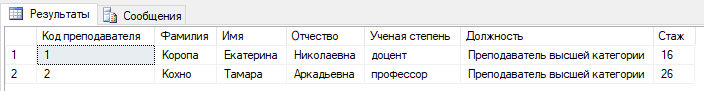 Результаты Сообщения
Код преподавателя Фамилия Имя Отчество Ученая степень Должность Стаж
1 1 Коропа Екатерина Николаевна доцент Преподаватель высшей категории 16
2 2 Кохно Тамара Аркадьевна профессор Преподаватель высшей категории 26